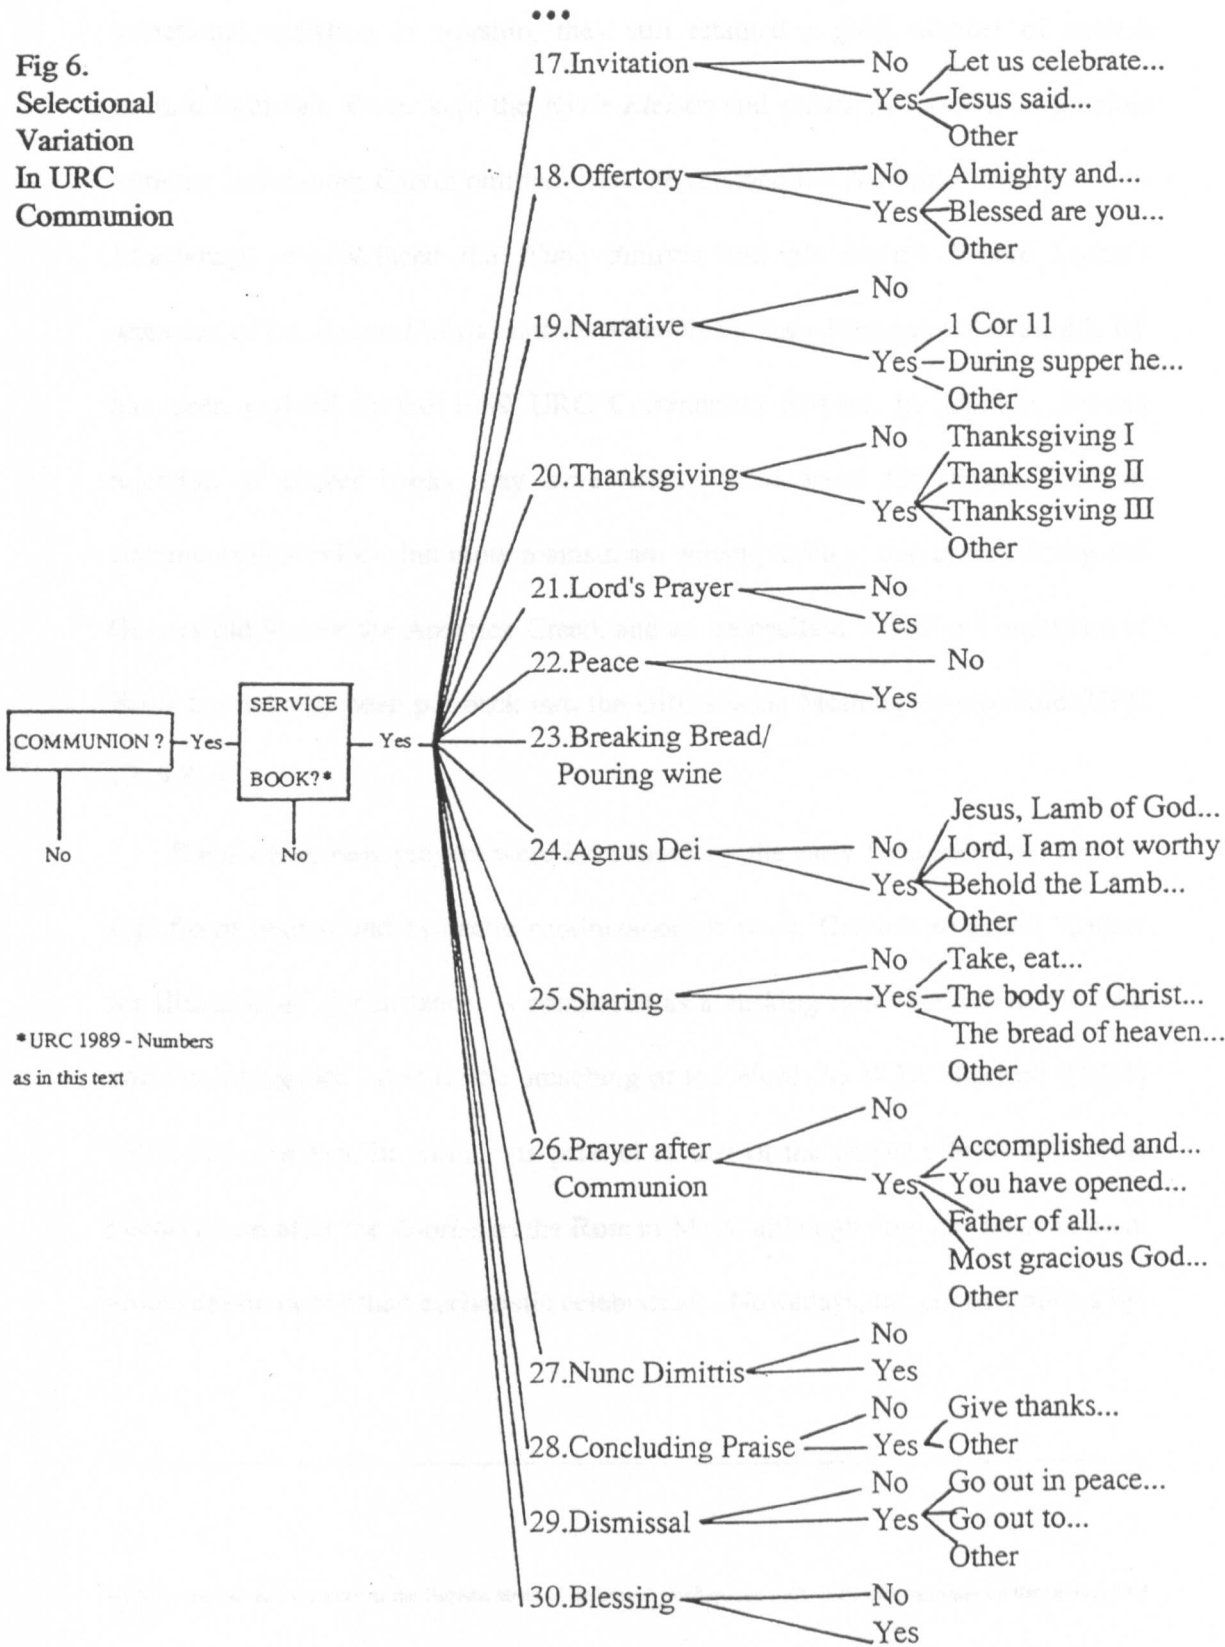 ...
Fig 6.
Selectional
Variation
In URC
Communion
17.Invitation No Let us celebrate...
Yes Jesus said...
Other
18.Offertory No Almighty and...
Yes Blessed are you...
Other
19.Narrative No
1 Cor 11
Yes During supper he...
Other
20.Thanksgiving No Thanksgiving I
Thanksgiving II
Yes Thanksgiving III
Other
21.Lord's Prayer No
Yes
22.Peace No
Yes
COMMUNION ? Yes SERVICE BOOK?* Yes
No
No
23.Breaking Bread/
Pouring wine
24.Agnus Dei No Jesus, Lamb of God...
Lord, I am not worthy
Yes Behold the Lamb...
Other
25.Sharing No Take, eat...
Yes The body of Christ...
The bread of heaven...
Other
*URC 1989 - Numbers
as in this text
26.Prayer after
Communion
No
Accomplished and...
Yes You have opened...
Father of all...
Most gracious God...
Other
27.Nunc Dimittis No
Yes
28.Concluding Praise No Give thanks...
Yes Other
29.Dismissal No Go out in peace...
Yes Go out to...
Other
30.Blessing No
Yes